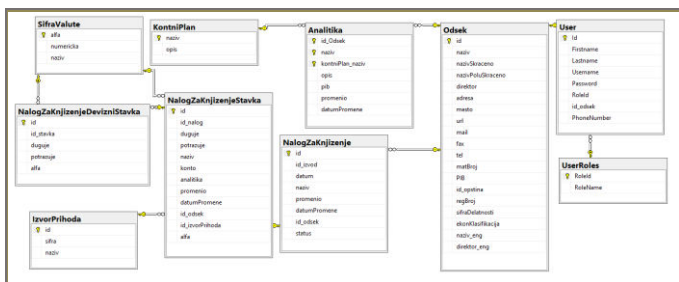 SifraValute
alfa
numericka
naziv
KontniPlan
naziv
opis
Analitika
id_Odsek
naziv
kontniPlan_naziv
opis
pib
promenio
datumPromene
Odsek
id
naziv
nazivSkraceno
nazivPoluSkraceno
direktor
adresa
mesto
url
mail
fax
tel
matBroj
PIB
id_opstina
regBroj
sifraDelatnosti
ekonKlasifikacija
naziv_eng
direktor_eng
User
Id
Firstname
Lastname
Username
Password
RoleId
id_odsek
PhoneNumber
NalogZaKnjizenjeDevizniStavka
id
id_stavka
duguje
potrazuje
alfa
NalogZaKnjizenjeStavka
id
id_nalog
duguje
potrazuje
naziv
konto
analitika
promenio
datumPromene
id_odsek
id_izvorPrihoda
alfa
NalogZaKnjizenje
id
id_izvod
datum
naziv
promenio
datumPromene
id_odsek
status
UserRoles
RoleId
RoleName
IzvorPrihoda
id
sifra
naziv